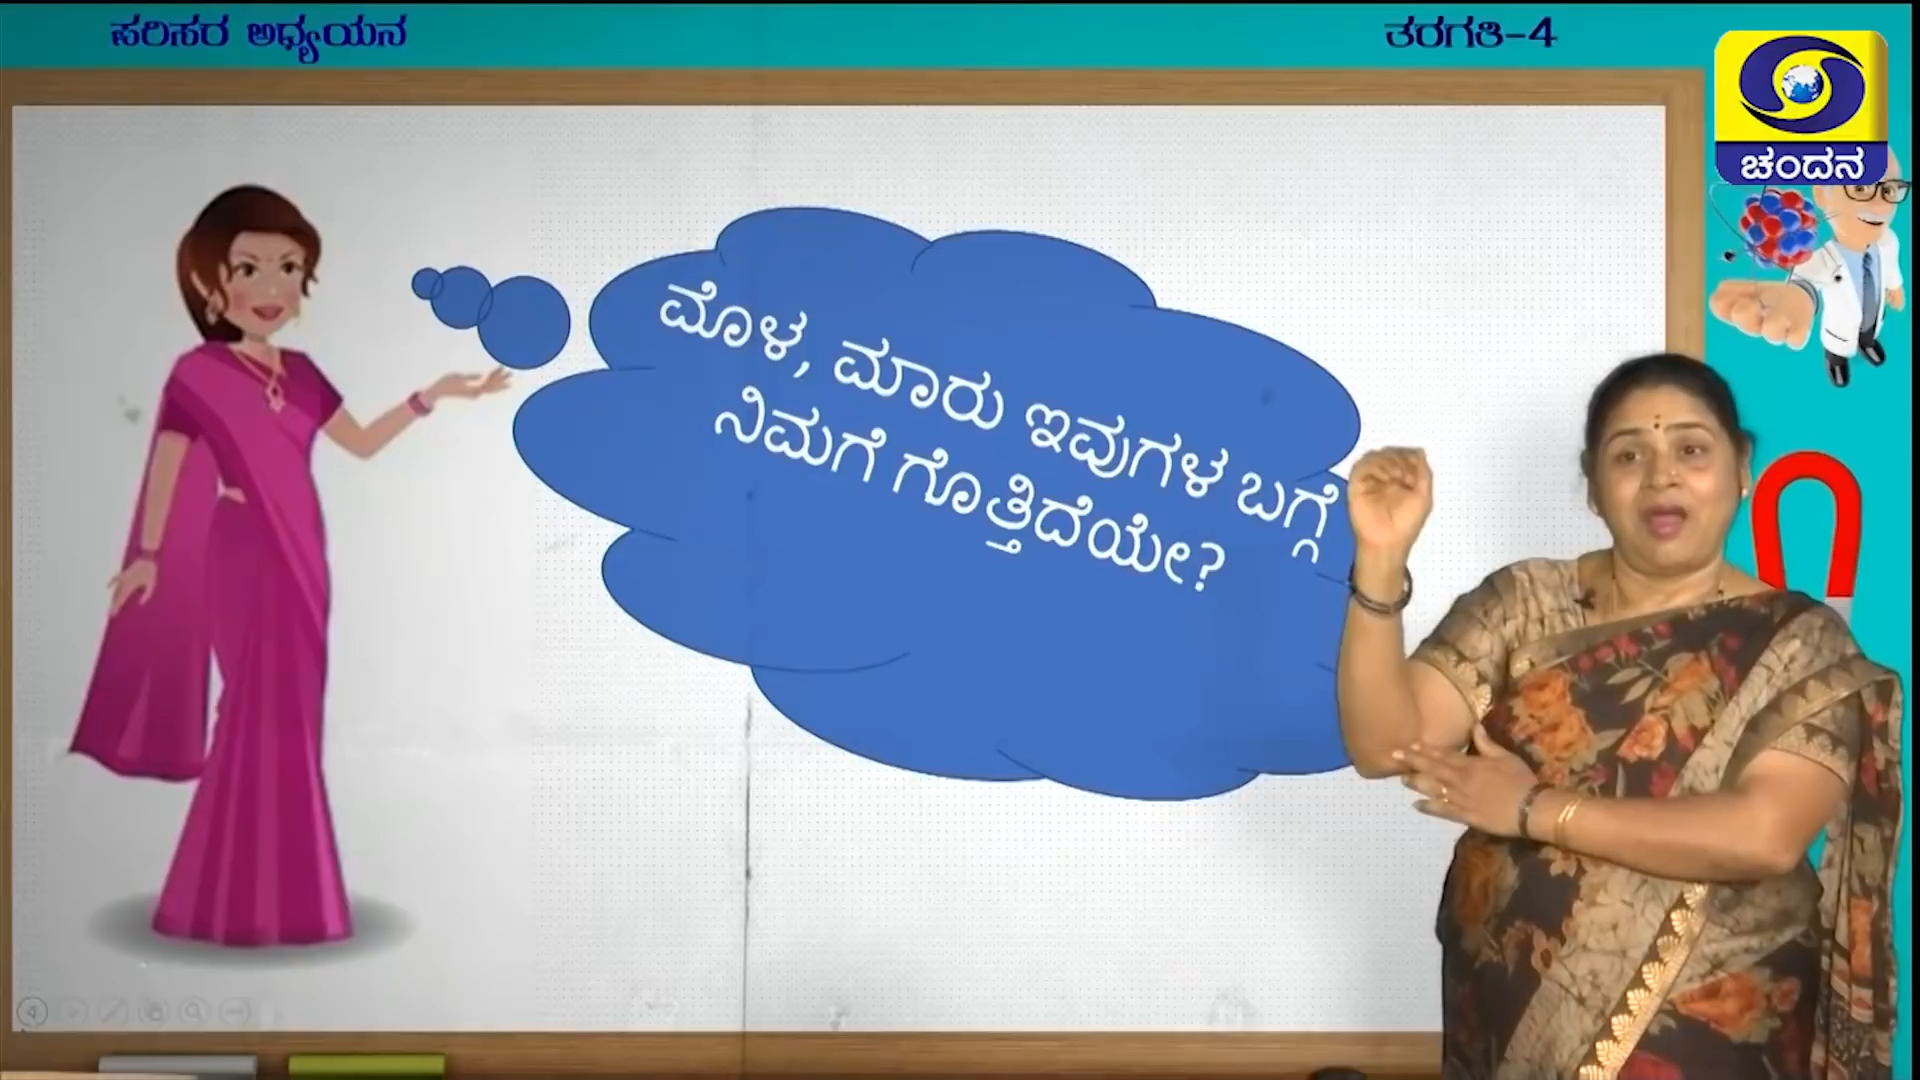 ಪರಿಸರ ಅಧ್ಯಯನ
ತರಗತಿ-4
ಚಂದನ
ಮೊಳ, ಮಾರು ಇವುಗಳ ಬಗ್ಗೆ
ನಿಮಗೆ ಗೊತ್ತಿದೆಯೇ?